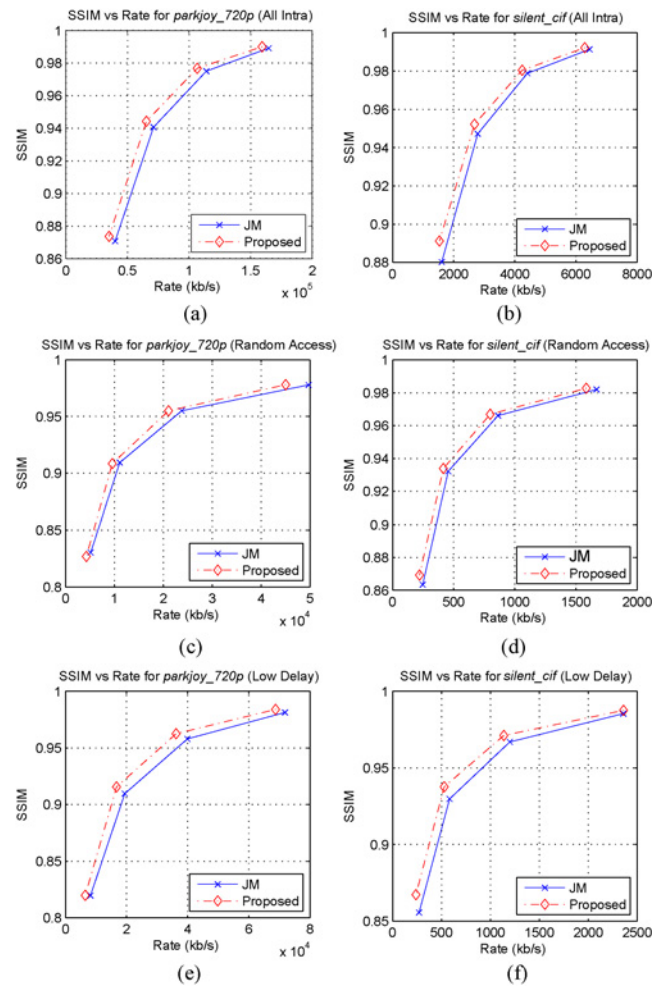 SSIM vs Rate for parkjoy_720p (All Intra)
1
0.98
0.94
0.92
0.9
0.88
0.86
SSIM
JM
Proposed
0 0.5 1 1.5 2
Rate (kb/s)
x 10^5
(a)
SSIM vs Rate for silent_cif (All Intra)
1
0.98
0.96
0.94
0.92
0.9
0.88
SSIM
JM
Proposed
0 2000 4000 6000 8000
Rate (kb/s)
(b)
SSIM vs Rate for parkjoy_720p (Random Access)
1
0.95
0.9
0.85
0.8
SSIM
JM
Proposed
0 1 2 3 4 5
Rate (kb/s)
x 10^4
(c)
SSIM vs Rate for silent_cif (Random Access)
1
0.98
0.96
0.94
0.92
0.9
0.88
0.86
SSIM
JM
Proposed
0 500 1000 1500 2000
Rate (kb/s)
(d)
SSIM vs Rate for parkjoy_720p (Low Delay)
1
0.95
0.9
0.85
0.8
SSIM
JM
Proposed
0 2 4 6 8
Rate (kb/s)
x 10^4
(e)
SSIM vs Rate for silent_cif (Low Delay)
1
0.95
0.9
0.85
SSIM
JM
Proposed
0 500 1000 1500 2000 2500
Rate (kb/s)
(f)